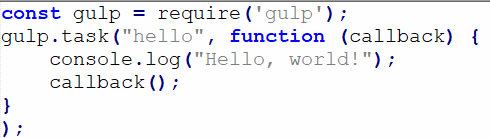 const gulp = require('gulp');
gulp.task("hello", function (callback) {
    console.log("Hello, world!");
    callback();
}
);